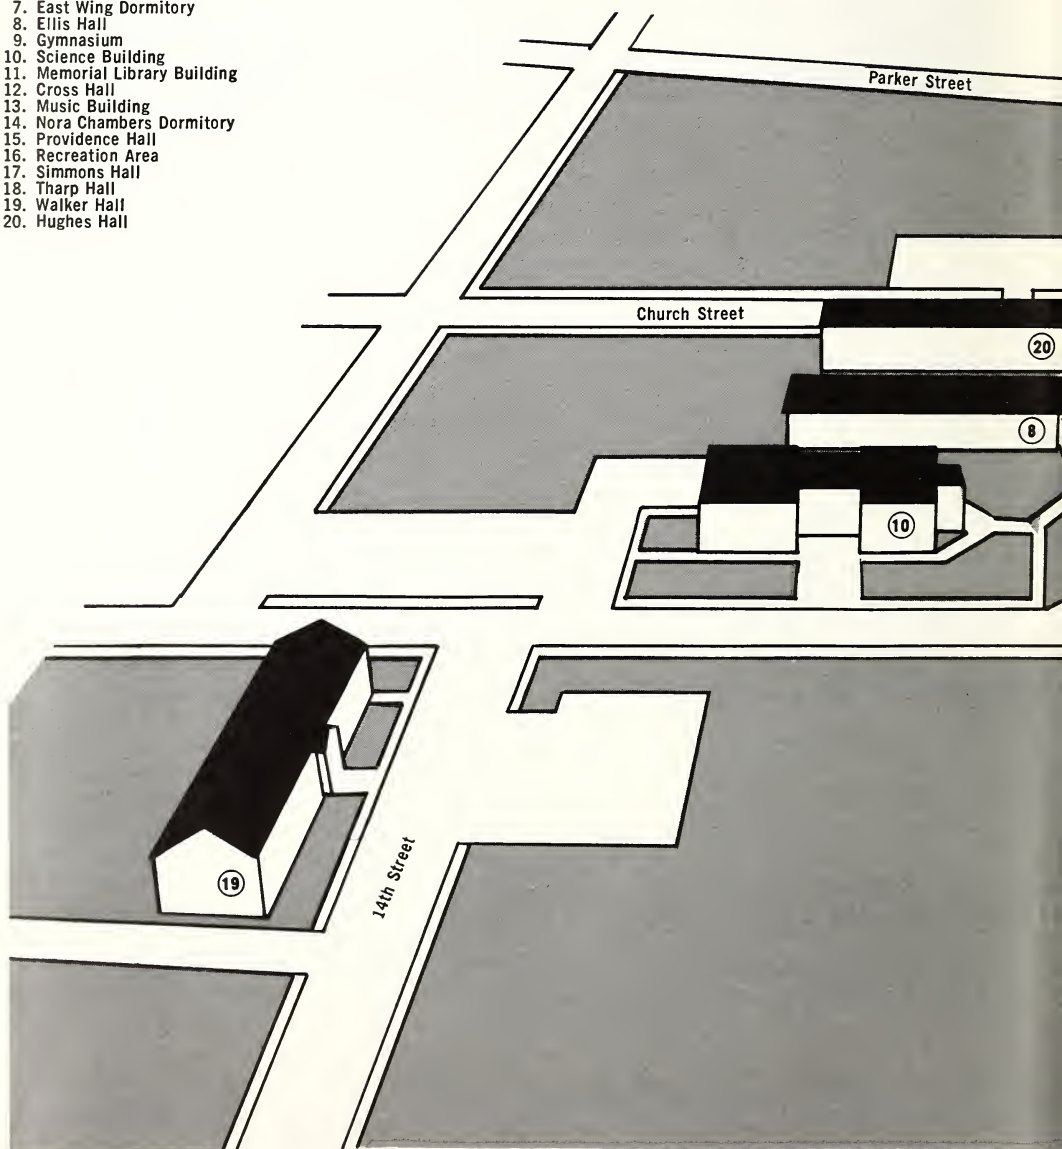 7. East Wing Dormitory
8. Ellis Hall
9. Gymnasium
10. Science Building
11. Memorial Library Building
12. Cross Hall
13. Music Building
14. Nora Chambers Dormitory
15. Providence Hall
16. Recreation Area
17. Simmons Hall
18. Tharp Hall
19. Walker Hall
20. Hughes Hall
Parker Street
Church Street
20
8
10
19
14th Street